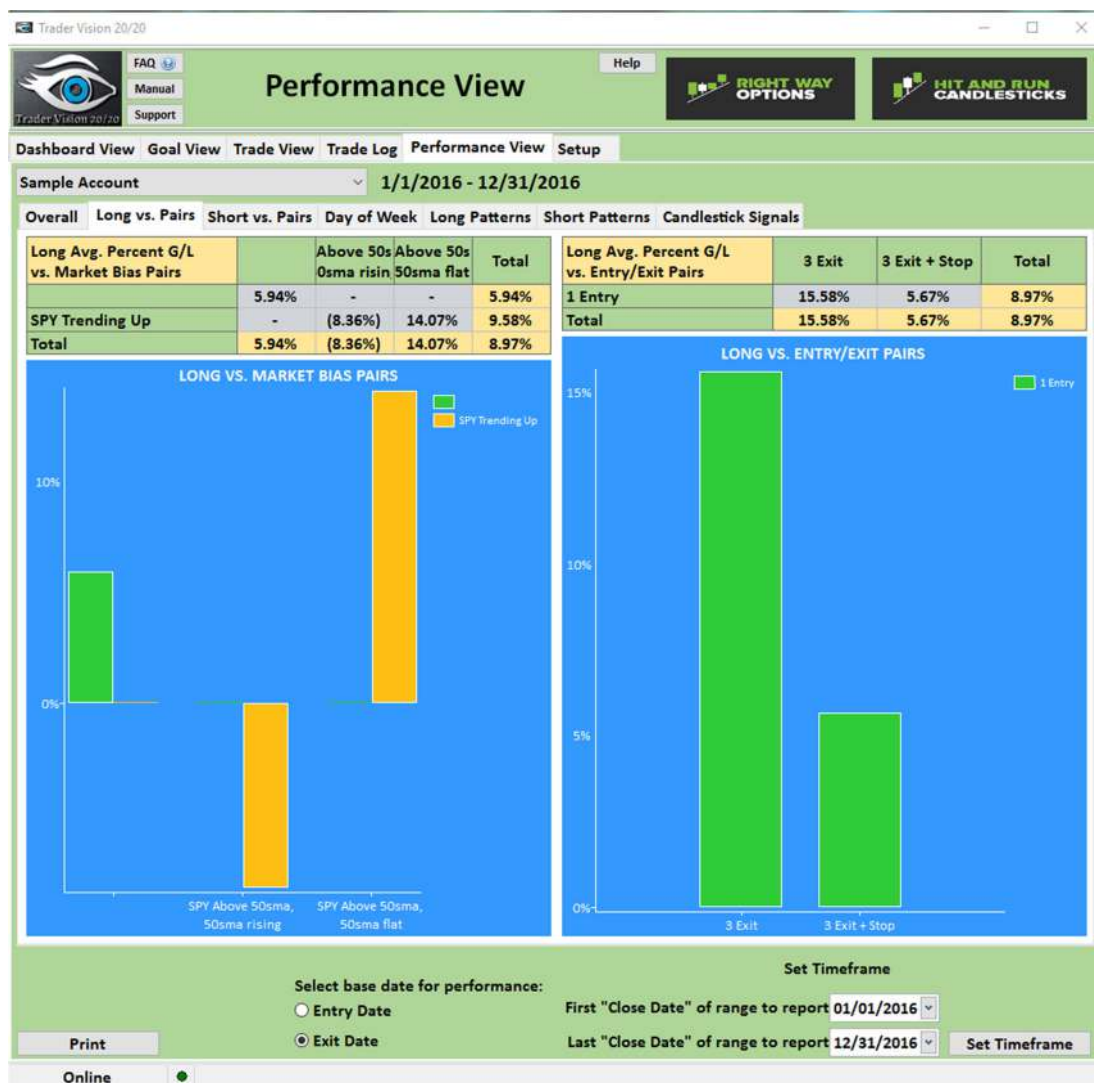 Trader Vision 20/20
FAQ
Manual
Support
Trader Vision 20/20
Performance View
Help
RIGHT WAY
OPTIONS
HIT AND RUN
CANDLESTICKS
Dashboard View Goal View Trade View Trade Log Performance View Setup
Sample Account 1/1/2016 - 12/31/2016
Overall Long vs. Pairs Short vs. Pairs Day of Week Long Patterns Short Patterns Candlestick Signals
Long Avg. Percent G/L
vs. Market Bias Pairs
Above 50s Above 50s Total
0sma risin 50sma flat
5.94% - - 5.94%
SPY Trending Up - (8.36%) 14.07% 9.58%
Total 5.94% (8.36%) 14.07% 8.97%
LONG VS. MARKET BIAS PAIRS
SPY Trending Up
10%
0%
SPY Above 50sma, SPY Above 50sma,
50sma rising 50sma flat
Long Avg. Percent G/L
vs. Entry/Exit Pairs
3 Exit 3 Exit + Stop Total
1 Entry 15.58% 5.67% 8.97%
Total 15.58% 5.67% 8.97%
LONG VS. ENTRY/EXIT PAIRS
1 Entry
15%
10%
5%
0%
3 Exit 3 Exit + Stop
Select base date for performance:
Entry Date
Exit Date
Set Timeframe
First "Close Date" of range to report 01/01/2016
Last "Close Date" of range to report 12/31/2016 Set Timeframe
Print
Online